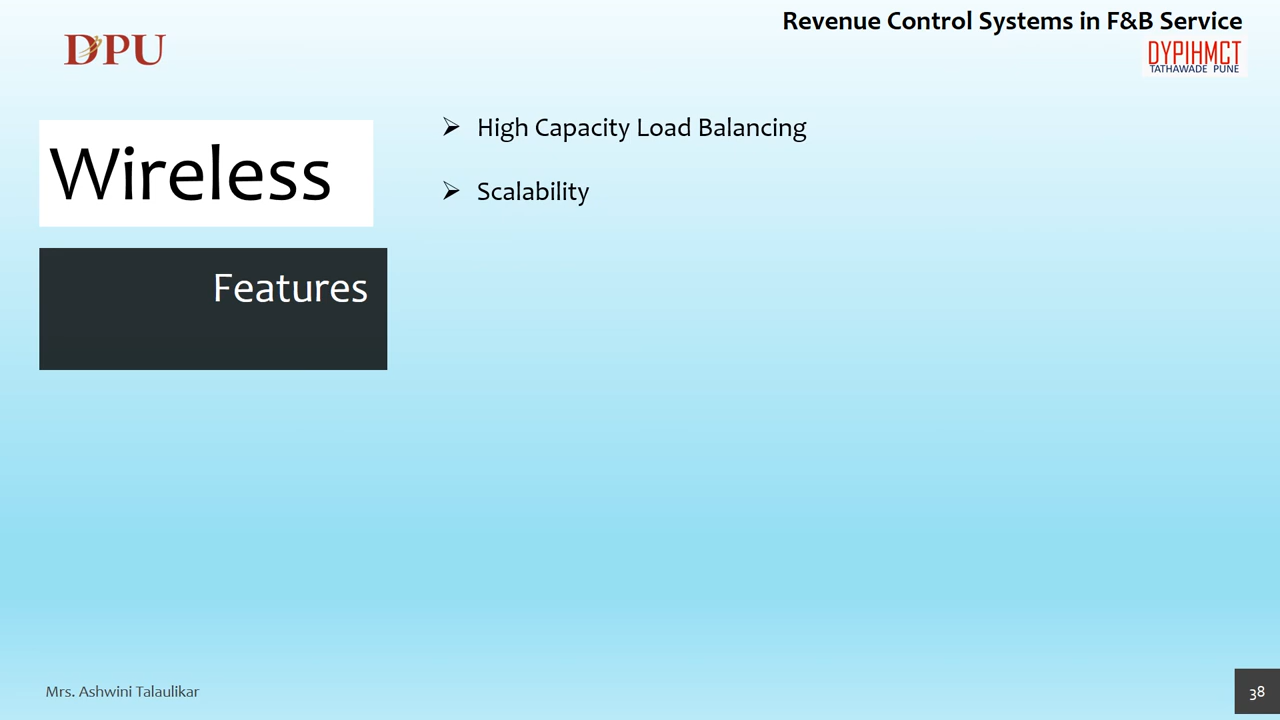 Revenue Control Systems in F&B Service
DPU
DYPIHMCT
TATHAWADE PUNE
Wireless
Features
➢ High Capacity Load Balancing
➢ Scalability
Mrs. Ashwini Talaulikar
38